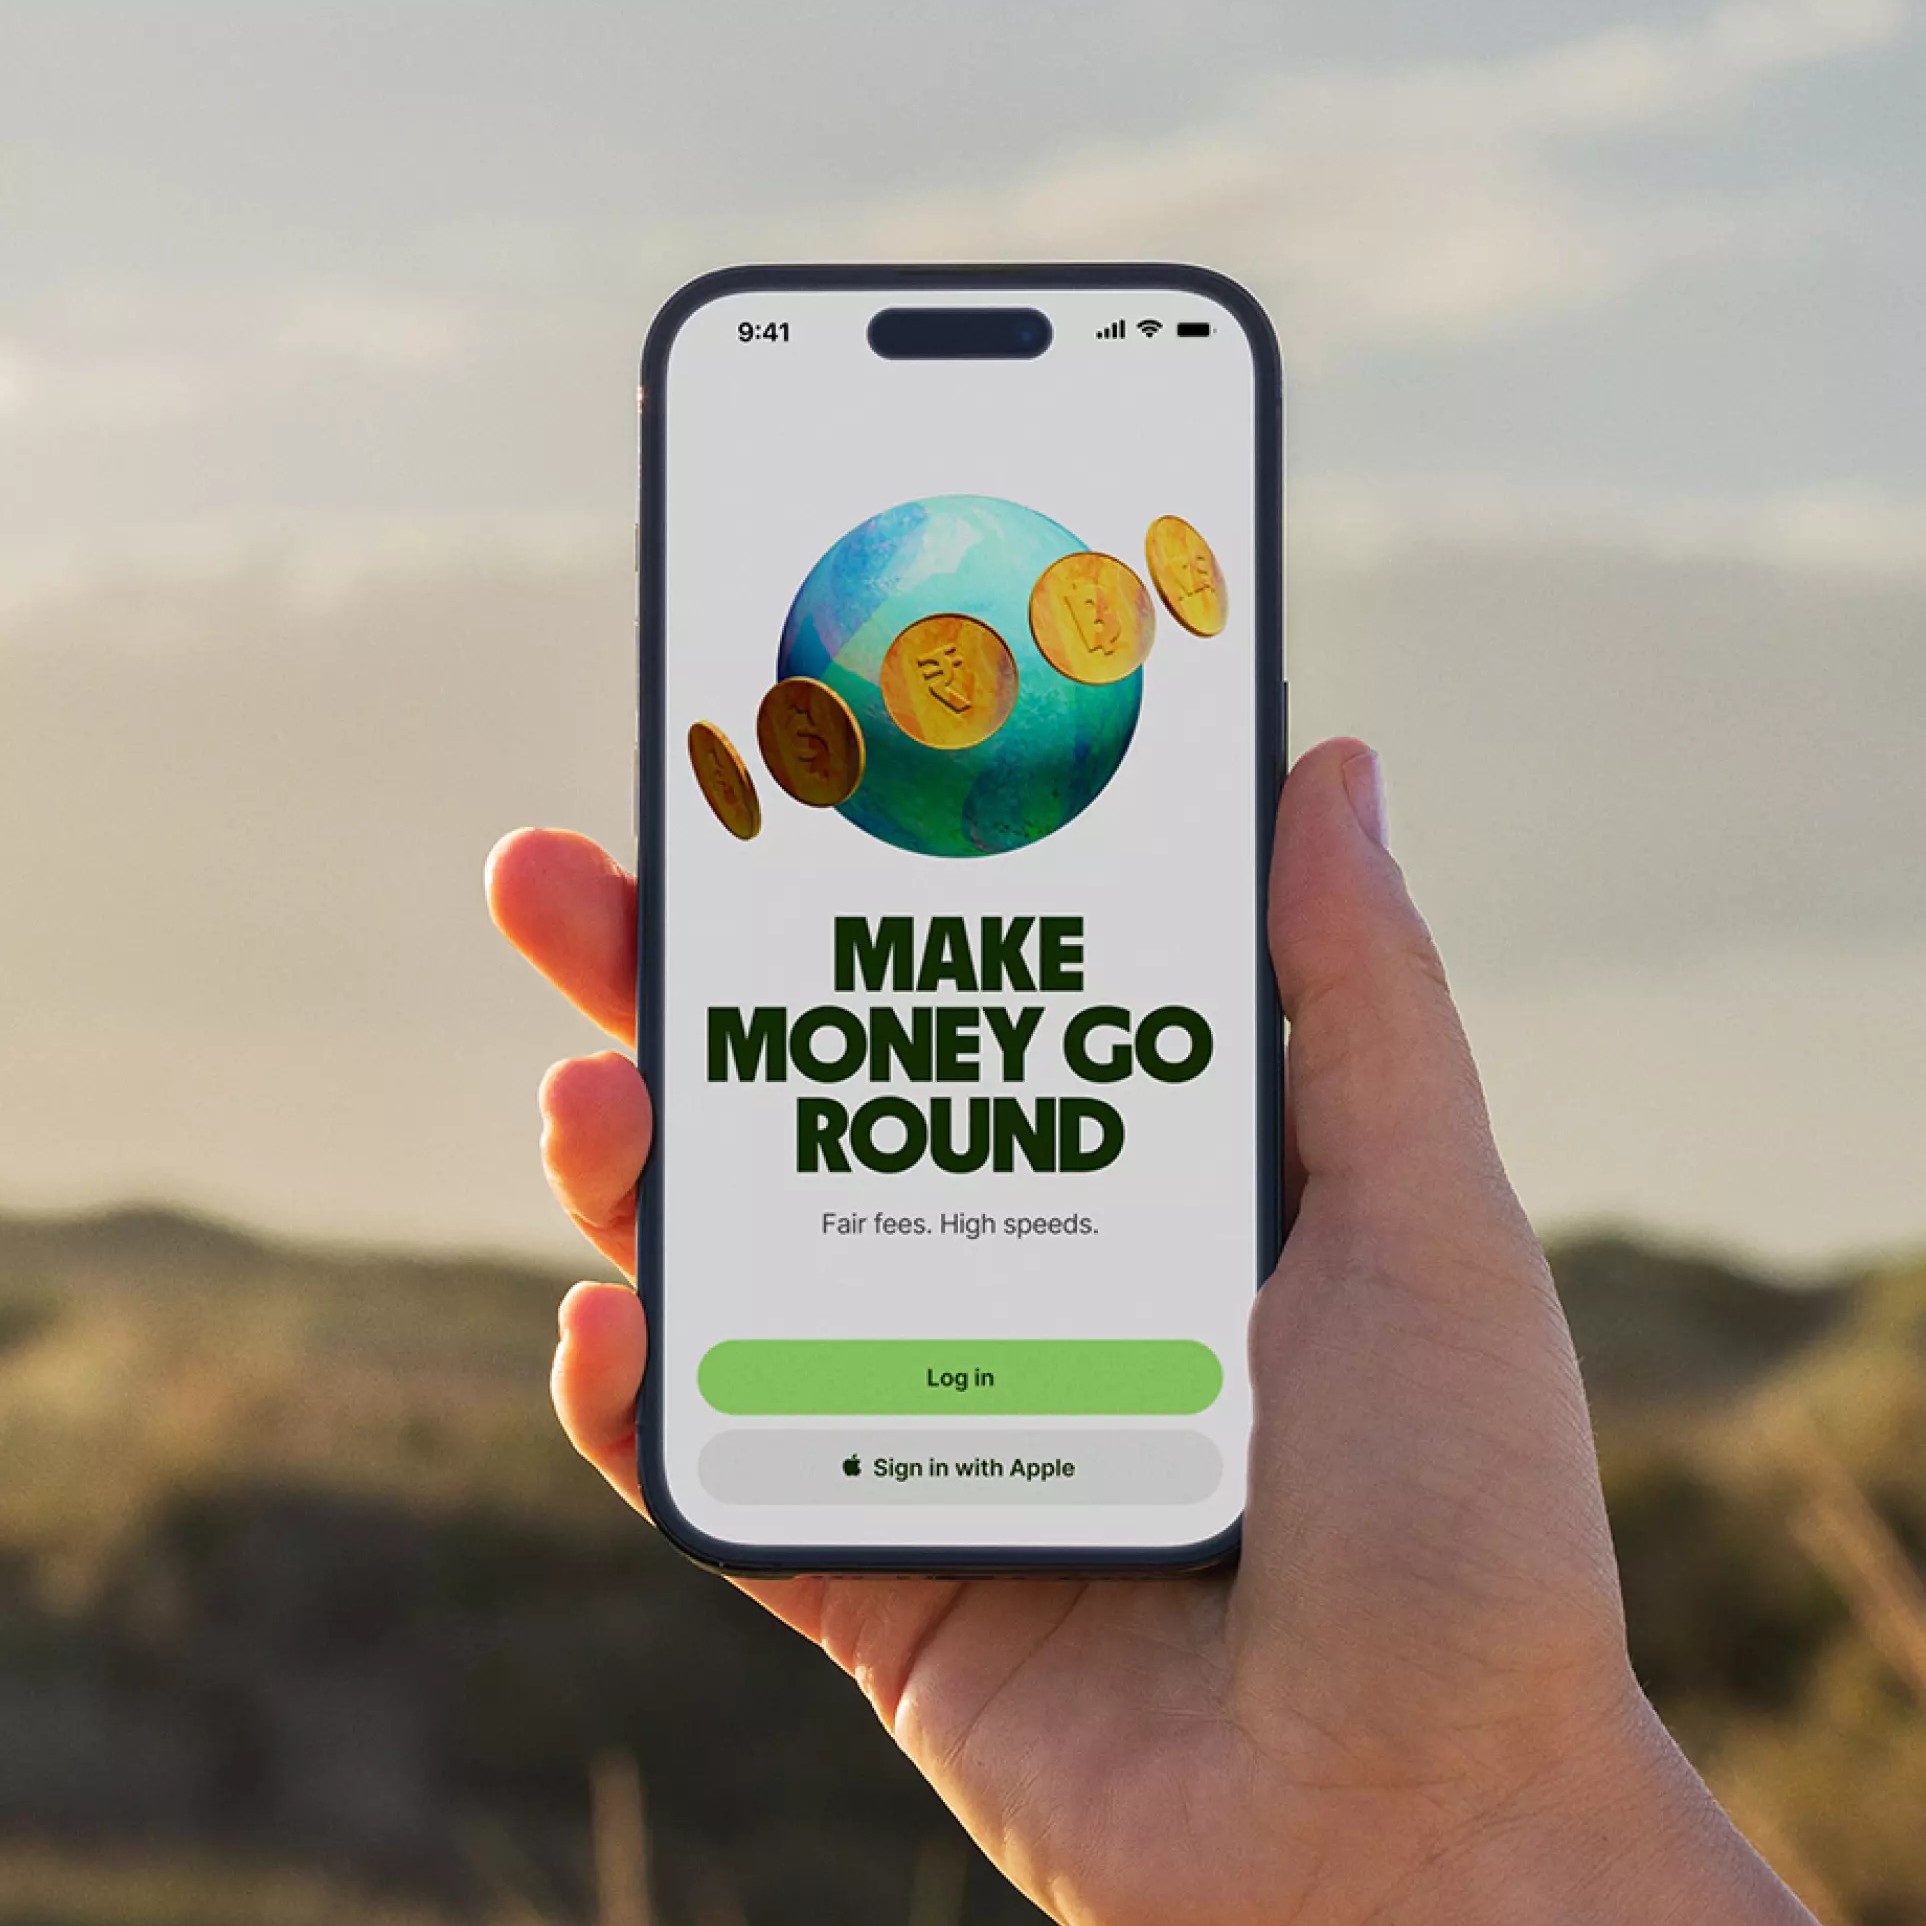 9:41
MAKE
MONEY GO
ROUND
Fair fees. High speeds.
Log in
Sign in with Apple